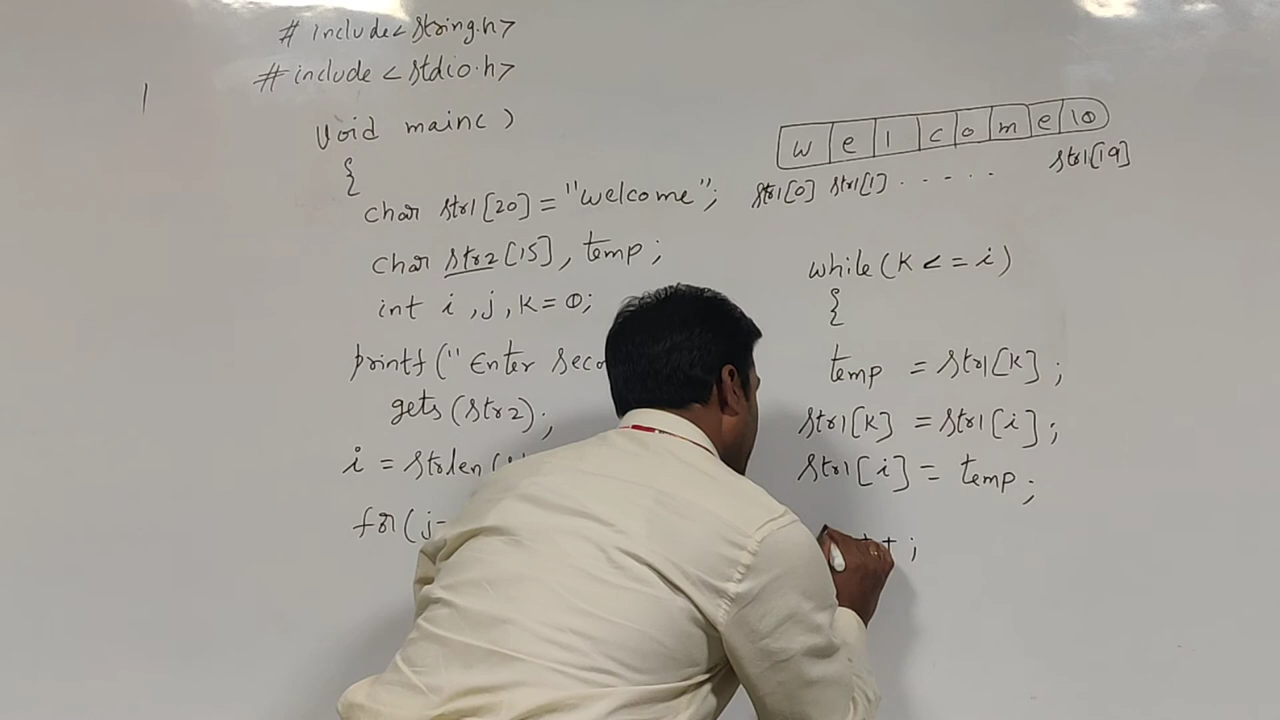 #include<string.h>
#include<stdio.h>
void main()
{
char str1[20]="welcome";
char str2[15], temp;
int i, j, k=0;
printf("Enter
gets(str2);
i = strlen(
for(j=
w e l c o m e \0
str1[0] str1[1] . . . . . str1[19]
while(k<=i)
{
temp = str1[k];
str1[k] = str1[i];
str1[i] = temp;
++;